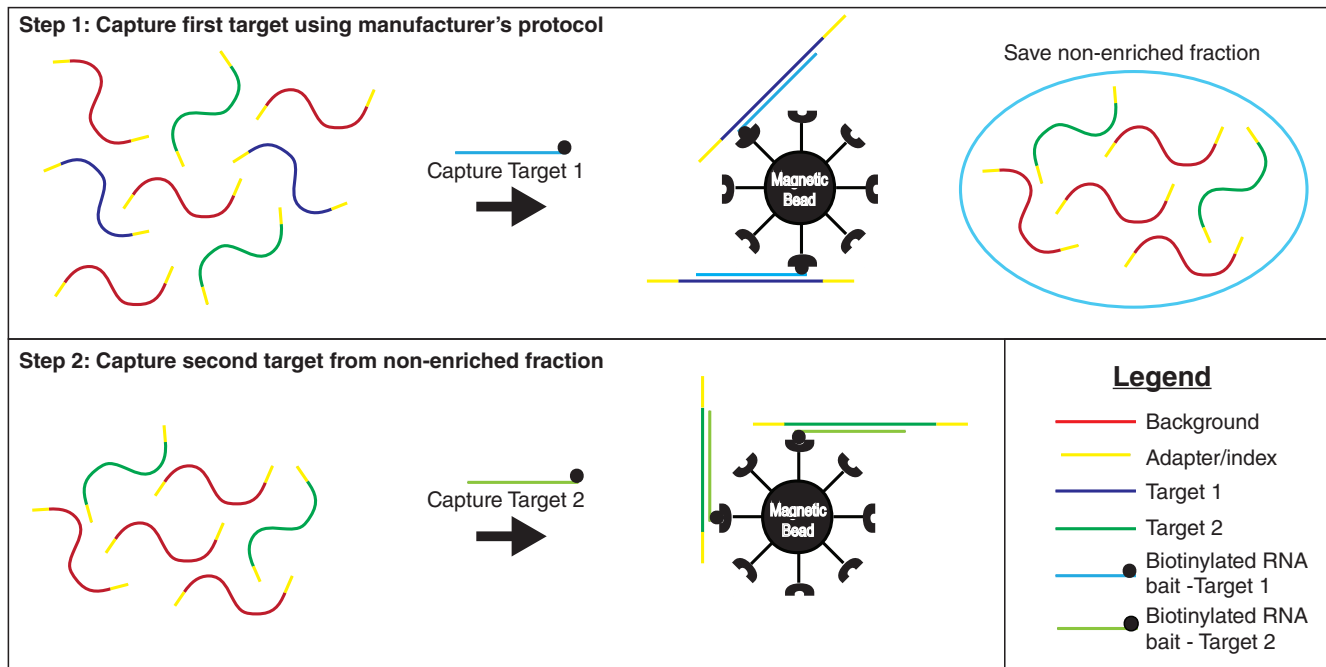 Step 1: Capture first target using manufacturer’s protocol
Save non-enriched fraction
Capture Target 1
Magnetic
Bead
Step 2: Capture second target from non-enriched fraction
Capture Target 2
Magnetic
Bead
Legend
Background
Adapter/index
Target 1
Target 2
Biotinylated RNA
bait -Target 1
Biotinylated RNA
bait - Target 2